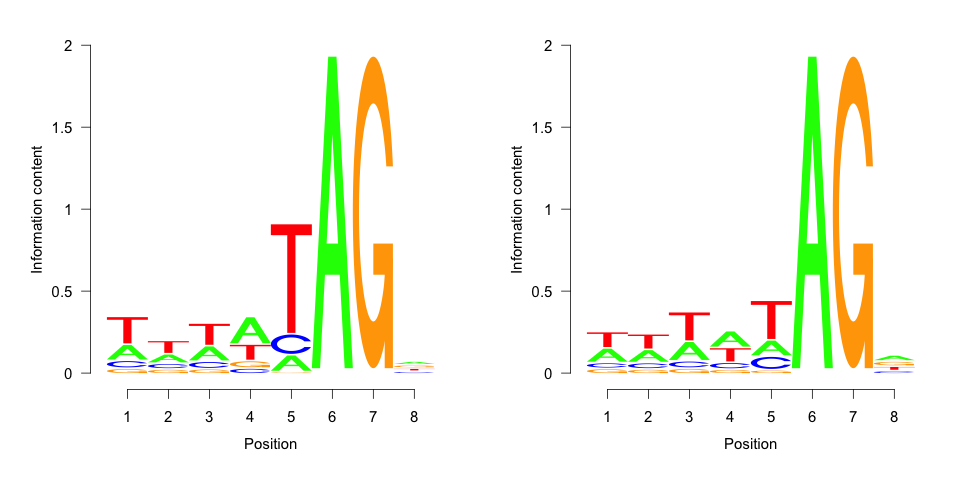 Information content
2
1.5
1
0.5
0
T A C G
T A C G
T A C G
A T G C
T C A
A
G
1 2 3 4 5 6 7 8
Position
Information content
2
1.5
1
0.5
0
T A C G
T A C G
T A C G
A T C G
T A C
A
G
1 2 3 4 5 6 7 8
Position